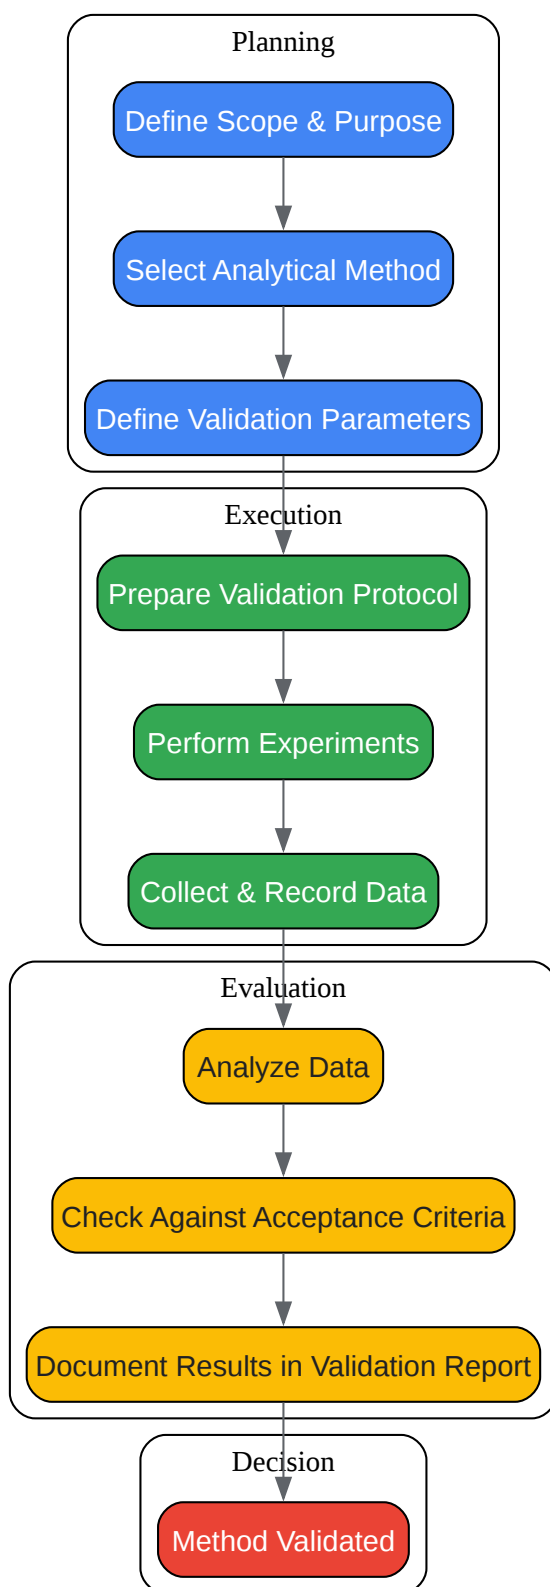 Planning
Define Scope & Purpose
Select Analytical Method
Define Validation Parameters
Execution
Prepare Validation Protocol
Perform Experiments
Collect & Record Data
Evaluation
Analyze Data
Check Against Acceptance Criteria
Document Results in Validation Report
Decision
Method Validated